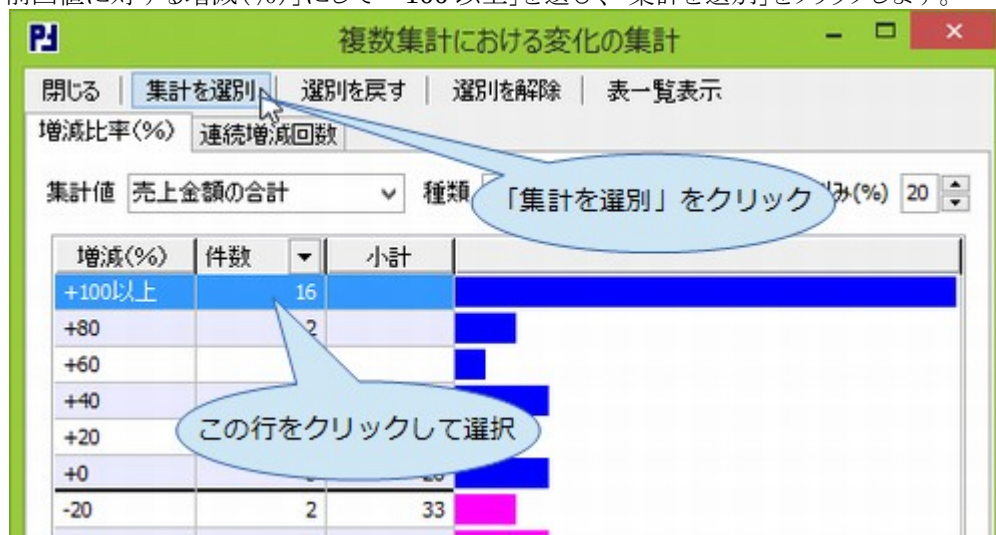 前回値に対する増減(%)」にして「+100以上」を選び、「集計を選別」をクリックします。
複数集計における変化の集計
閉じる | 集計を選別 | 選別を戻す | 選別を解除 | 表一覧表示
増減比率(%) 連続増減回数
集計値 売上金額の合計 種類 (%) 20
「集計を選別」をクリック
増減(%) 件数 小計
+100以上 16
+80 2
+60
+40
+20
この行をクリックして選択
+0
-20 2 33